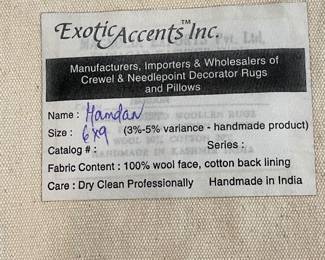 Exotic Accents™ Inc.
Manufacturers, Importers & Wholesalers of
Crewel & Needlepoint Decorator Rugs
and Pillows
Name : Hamdan
Size : 6x9 (3%-5% variance - handmade product)
Catalog # : Series :
Fabric Content : 100% wool face, cotton back lining
Care : Dry Clean Professionally Handmade in India